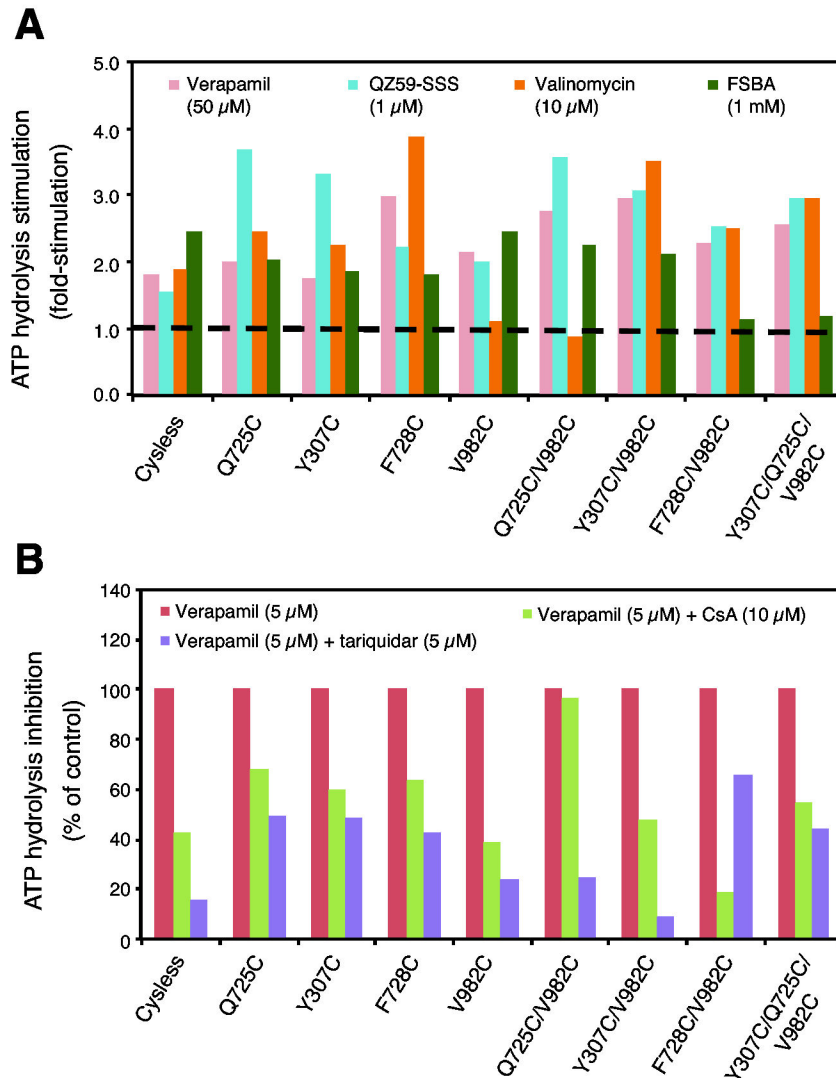 A
5.0
4.0
3.0
2.0
1.0
0.0
ATP hydrolysis stimulation
(fold-stimulation)
Verapamil
(50 µM)
QZ59-SSS
(1 µM)
Valinomycin
(10 µM)
FSBA
(1 mM)
Cysless
Q725C
Y307C
F728C
V982C
Q725C/V982C
Y307C/V982C
F728C/V982C
Y307C/Q725C/
V982C
B
140
120
100
80
60
40
20
0
ATP hydrolysis inhibition
(% of control)
Verapamil (5 µM)
Verapamil (5 µM) + CsA (10 µM)
Verapamil (5 µM) + tariquidar (5 µM)
Cysless
Q725C
Y307C
F728C
V982C
Q725C/V982C
Y307C/V982C
F728C/V982C
Y307C/Q725C/
V982C